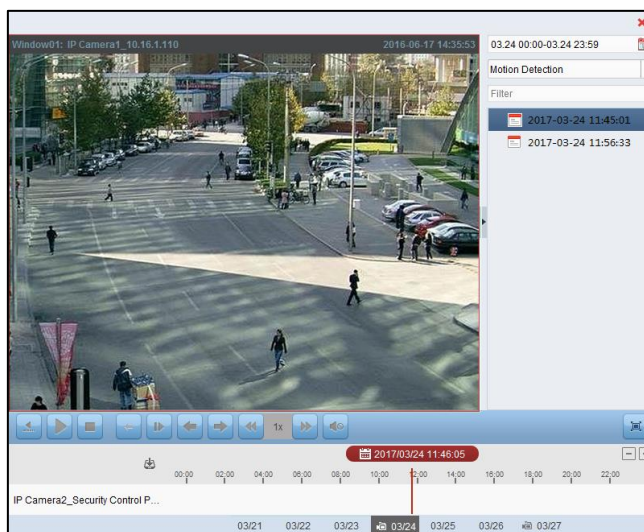 Window01: IP Camera1_10.16.1.110
2016-06-17 14:35:53
03.24 00:00-03.24 23:59
Motion Detection
Filter
2017-03-24 11:45:01
2017-03-24 11:56:33
1x
2017/03/24 11:46:05
00:00 02:00 04:00 06:00 08:00 10:00 12:00 14:00 16:00 18:00 20:00 22:00
IP Camera2_Security Control P...
03/21 03/22 03/23 03/24 03/25 03/26 03/27